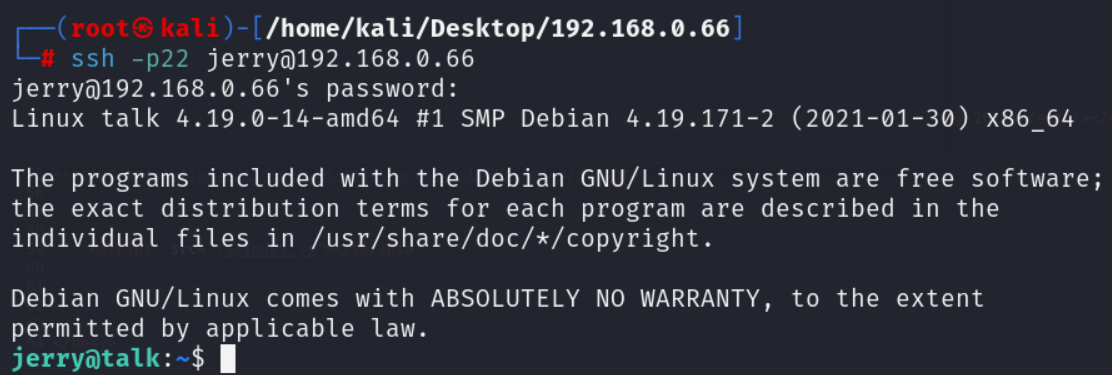 ┌──(root㉿kali)-[/home/kali/Desktop/192.168.0.66]
└─# ssh -p22 jerry@192.168.0.66
jerry@192.168.0.66's password:
Linux talk 4.19.0-14-amd64 #1 SMP Debian 4.19.171-2 (2021-01-30) x86_64
The programs included with the Debian GNU/Linux system are free software;
the exact distribution terms for each program are described in the
individual files in /usr/share/doc/*/copyright.
Debian GNU/Linux comes with ABSOLUTELY NO WARRANTY, to the extent
permitted by applicable law.
jerry@talk:~$